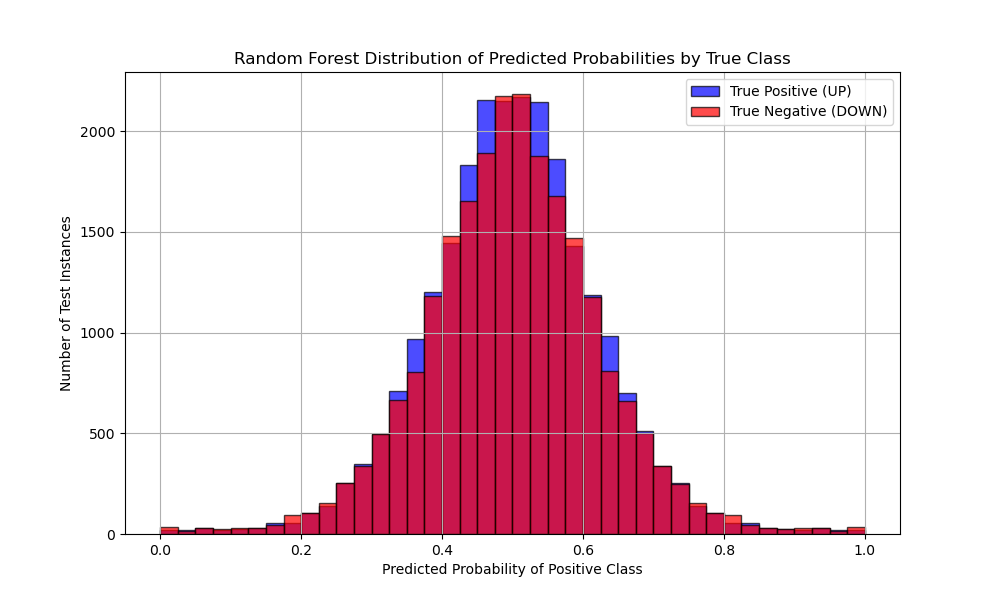 Random Forest Distribution of Predicted Probabilities by True Class
True Positive (UP)
True Negative (DOWN)
Number of Test Instances
2000
1500
1000
500
0
0.0 0.2 0.4 0.6 0.8 1.0
Predicted Probability of Positive Class